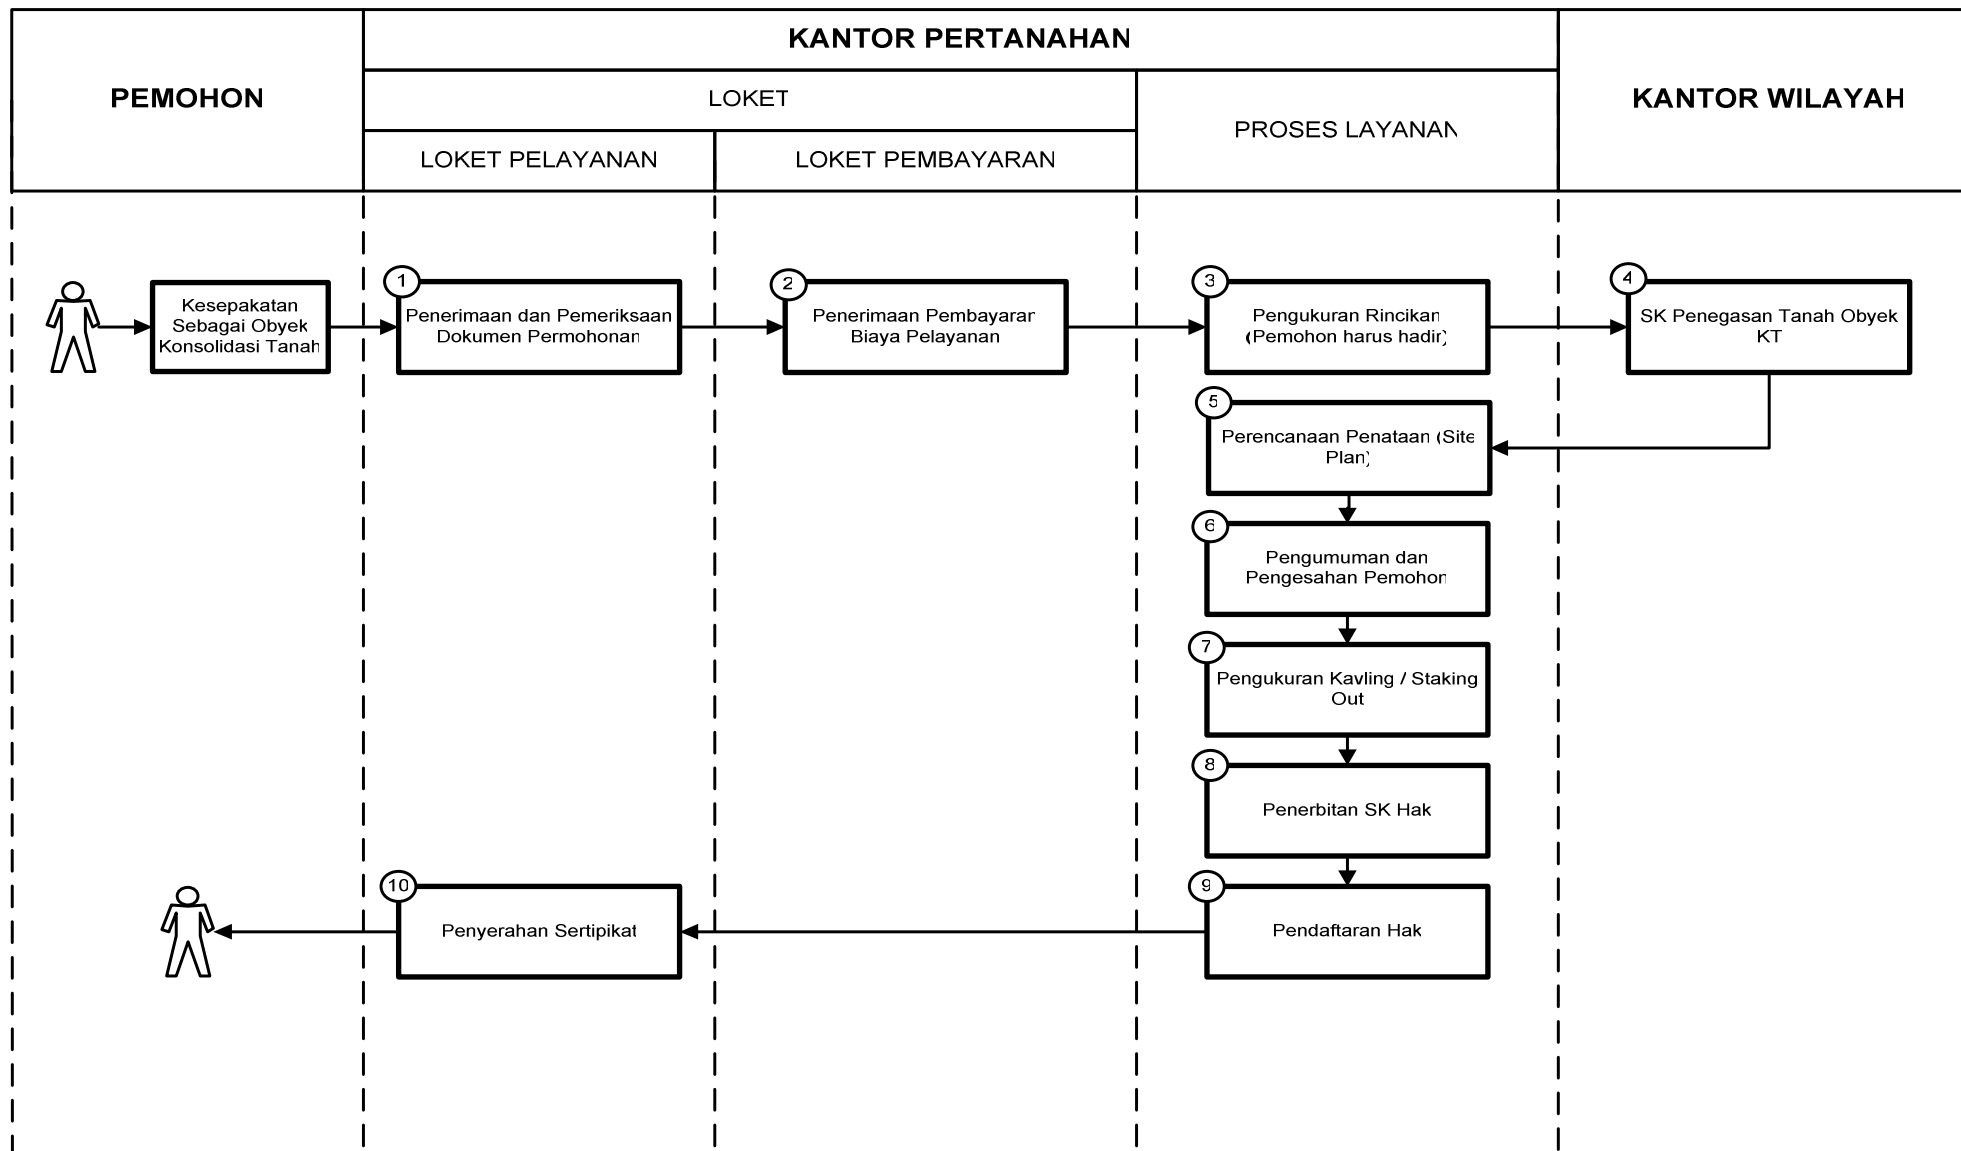 KANTOR PERTANAHAN
PEMOHON
LOKET
KANTOR WILAYAH
PROSES LAYANAN
LOKET PELAYANAN
LOKET PEMBAYARAN
Kesepakatan
Sebagai Obyek
Konsolidasi Tanah
1
Penerimaan dan Pemeriksaan
Dokumen Permohonan
2
Penerimaan Pembayaran
Biaya Pelayanan
3
Pengukuran Rincikan
(Pemohon harus hadir)
4
SK Penegasan Tanah Obyek
KT
5
Perencanaan Penataan (Site
Plan)
6
Pengumuman dan
Pengesahan Pemohon
7
Pengukuran Kavling / Staking
Out
8
Penerbitan SK Hak
9
Pendaftaran Hak
10
Penyerahan Sertipikat